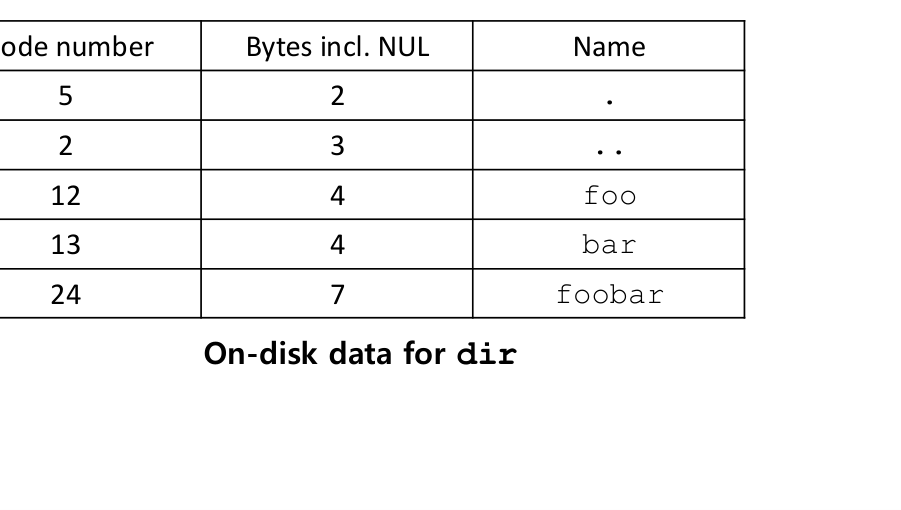 ode number Bytes incl. NUL Name
5 2 .
2 3 ..
12 4 foo
13 4 bar
24 7 foobar
On-disk data for dir